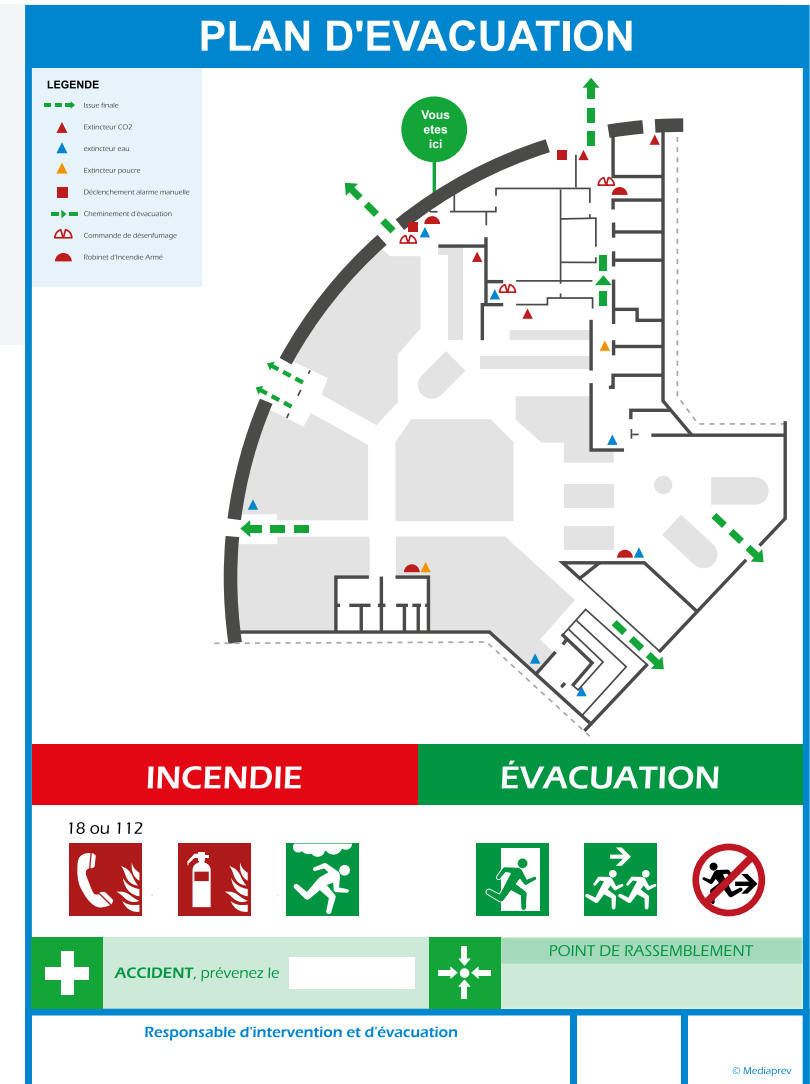 PLAN D'EVACUATION
LEGENDE
Issue finale
Extincteur CO2
extincteur eau
Extincteur poucre
Déclenchement alarme manuelle
Cheminement d'évacuation
Commande de désenfumage
Robinet d'Incendie Armé
Vous
etes
ici
INCENDIE
ÉVACUATION
18 ou 112
ACCIDENT, prévenez le
POINT DE RASSEMBLEMENT
Responsable d'intervention et d'évacuation
© Mediaprev